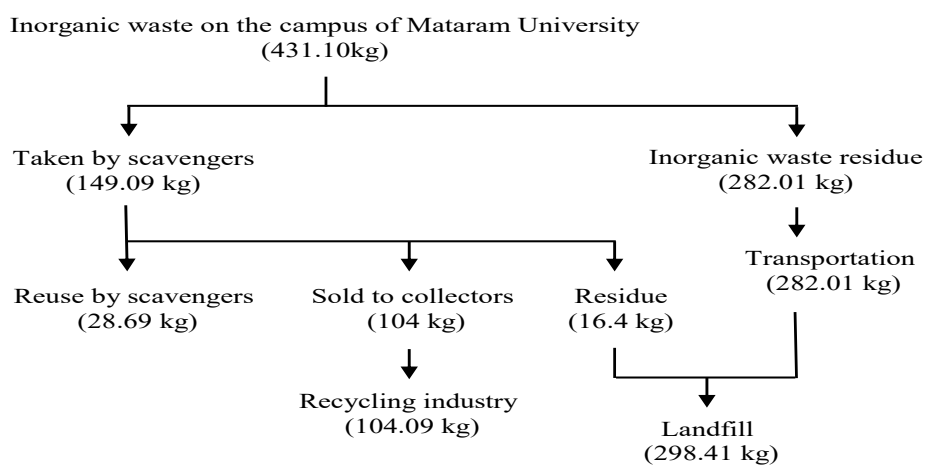 Inorganic waste on the campus of Mataram University
(431.10kg)
Taken by scavengers
(149.09 kg)
Inorganic waste residue
(282.01 kg)
Transportation
(282.01 kg)
Reuse by scavengers
(28.69 kg)
Sold to collectors
(104 kg)
Residue
(16.4 kg)
Recycling industry
(104.09 kg)
Landfill
(298.41 kg)